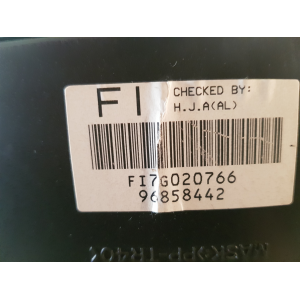 FI
CHECKED BY:
H.J.A(AL)
FI7G020766
96858442